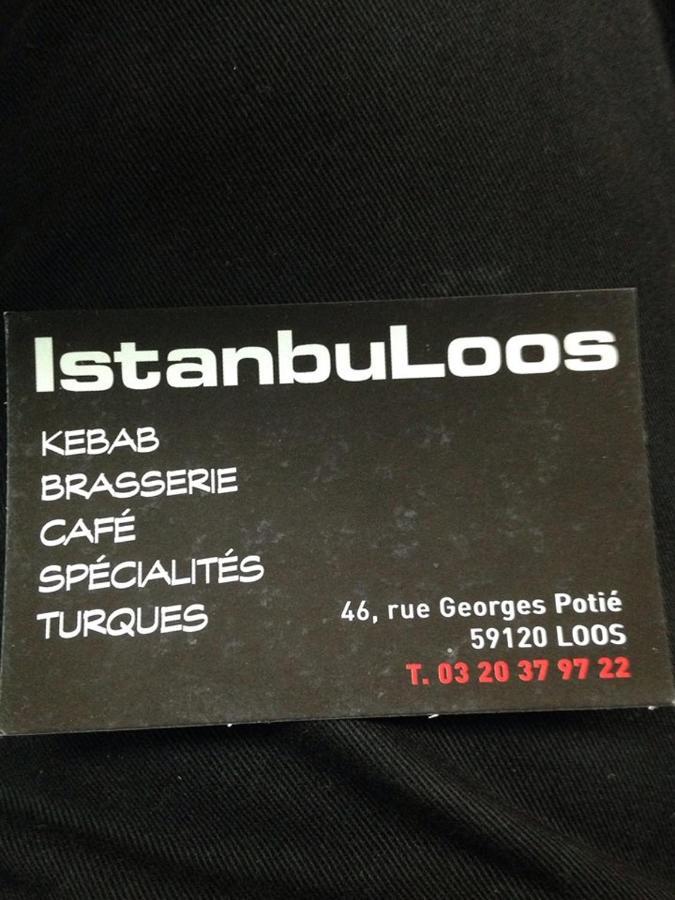 IstanbuLoos
KEBAB
BRASSERIE
CAFÉ
SPÉCIALITÉS
TURQUES
46, rue Georges Potié
59120 LOOS
T. 03 20 37 97 22